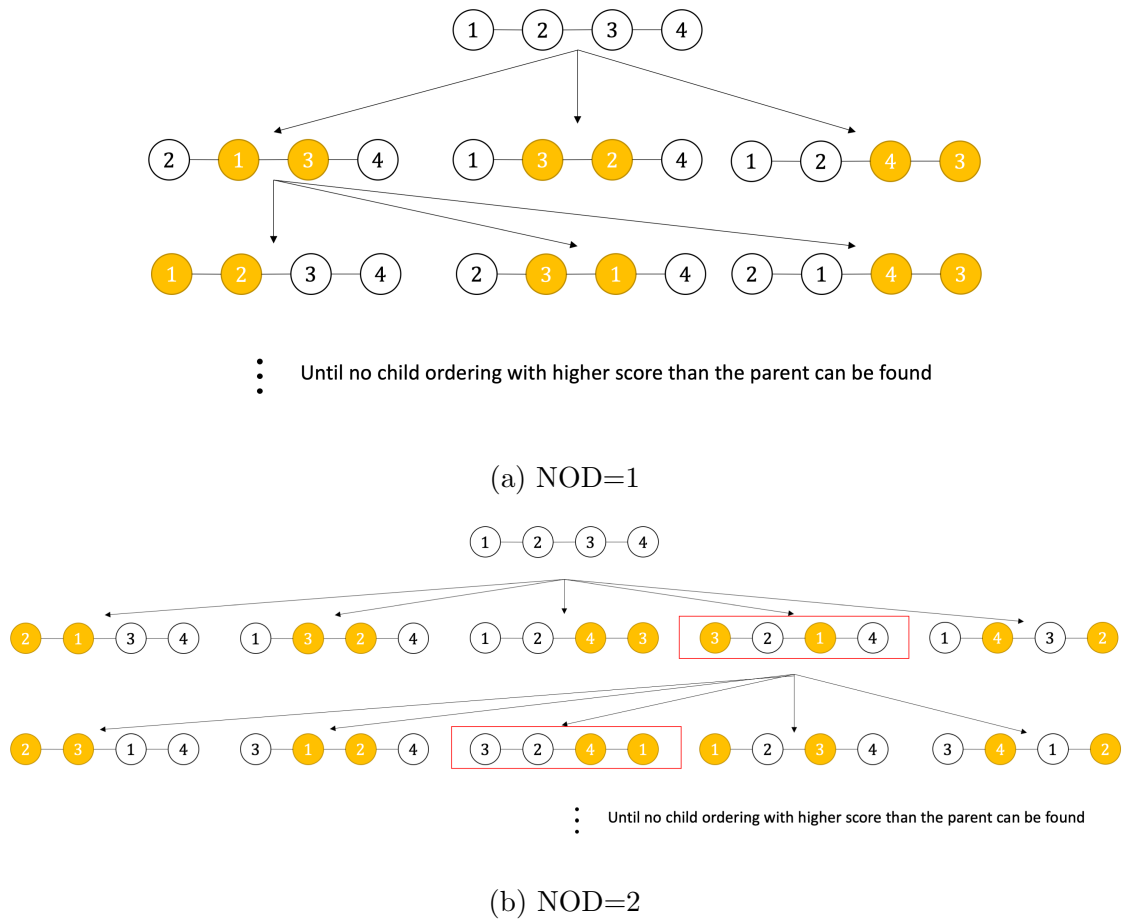 1 2 3 4
2 1 3 4 1 3 2 4 1 2 4 3
1 2 3 4 2 3 1 4 2 1 4 3
Until no child ordering with higher score than the parent can be found
(a) NOD=1
1 2 3 4
2 1 3 4 1 3 2 4 1 2 4 3 3 2 1 4 1 4 3 2
2 3 1 4 3 1 2 4 3 2 4 1 1 2 3 4 3 4 1 2
Until no child ordering with higher score than the parent can be found
(b) NOD=2